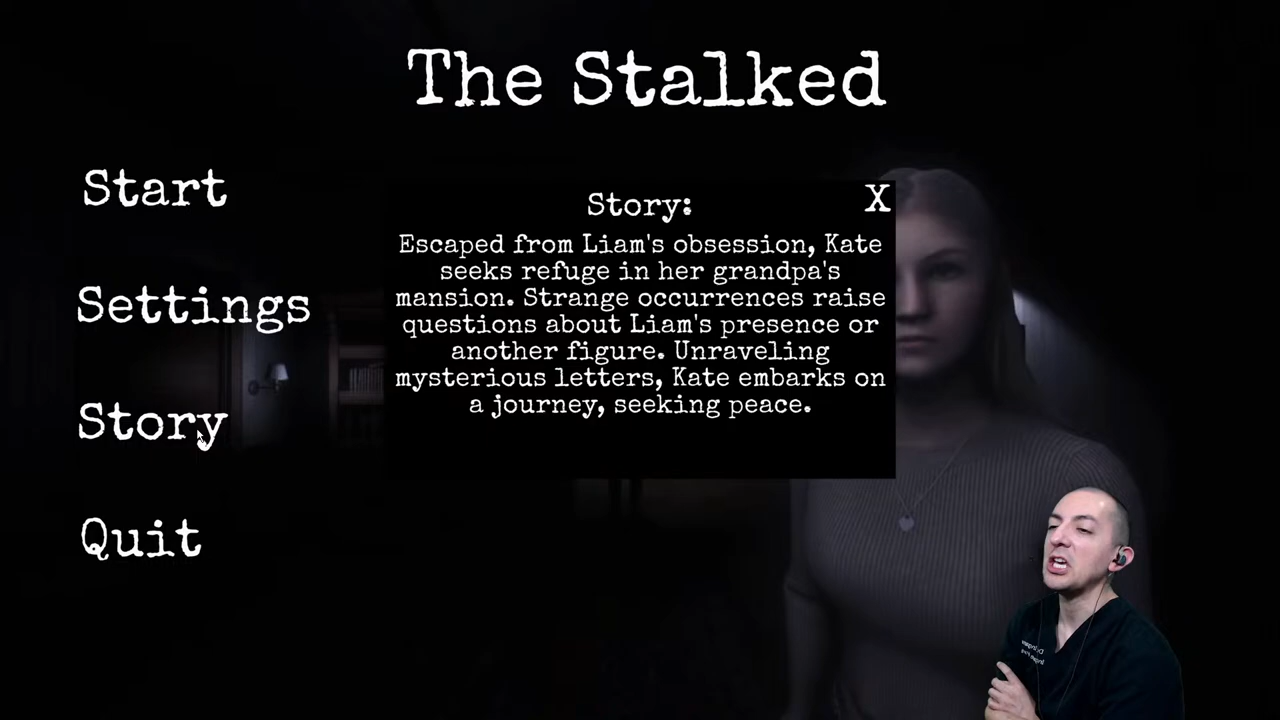 The Stalked
Start
Settings
Story
Quit
Story:
X
Escaped from Liam's obsession, Kate
seeks refuge in her grandpa's
mansion. Strange occurrences raise
questions about Liam's presence or
another figure. Unraveling
mysterious letters, Kate embarks on
a journey, seeking peace.